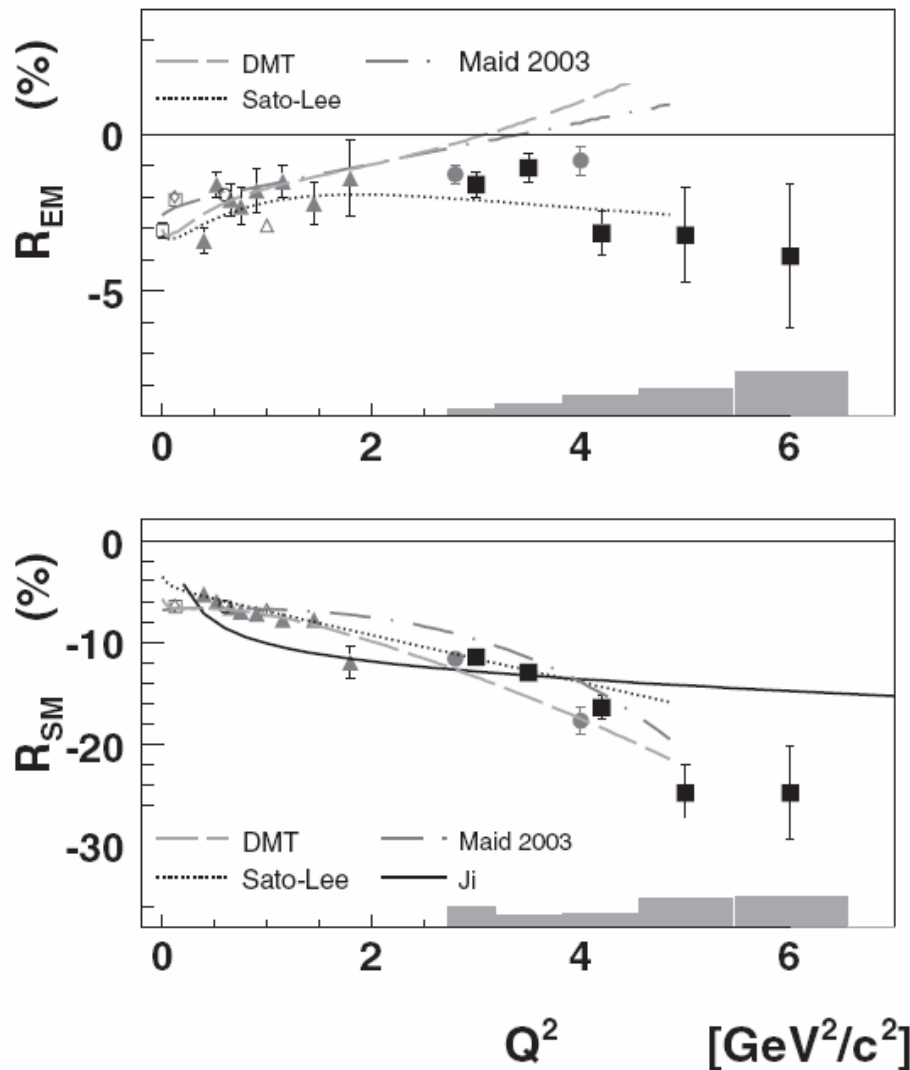 R_EM (%)
DMT
Maid 2003
Sato-Lee
0
-5
0 2 4 6
R_SM (%)
0
-10
-20
-30
DMT
Maid 2003
Sato-Lee
Ji
0 2 4 6
Q² [GeV²/c²]